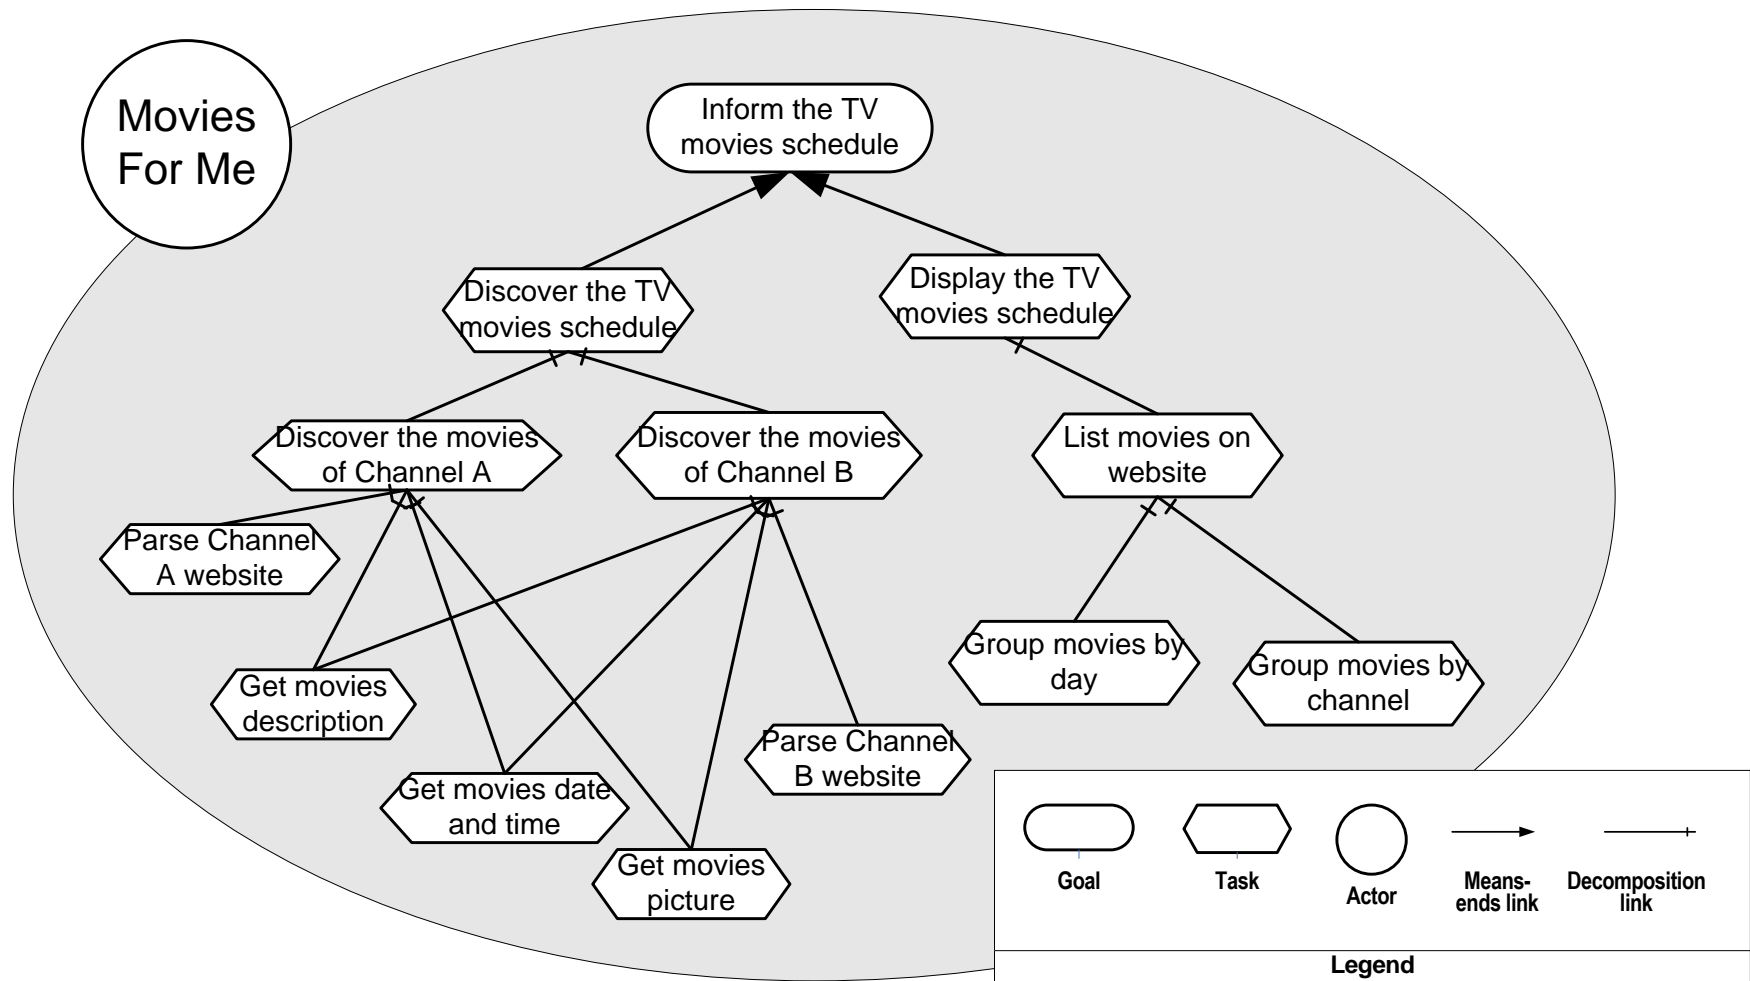 Movies
For Me
Inform the TV
movies schedule
Discover the TV
movies schedule
Display the TV
movies schedule
Discover the movies
of Channel A
Discover the movies
of Channel B
List movies on
website
Parse Channel
A website
Get movies
description
Get movies date
and time
Get movies
picture
Parse Channel
B website
Group movies by
day
Group movies by
channel
Goal
Task
Actor
Means-
ends link
Decomposition
link
Legend